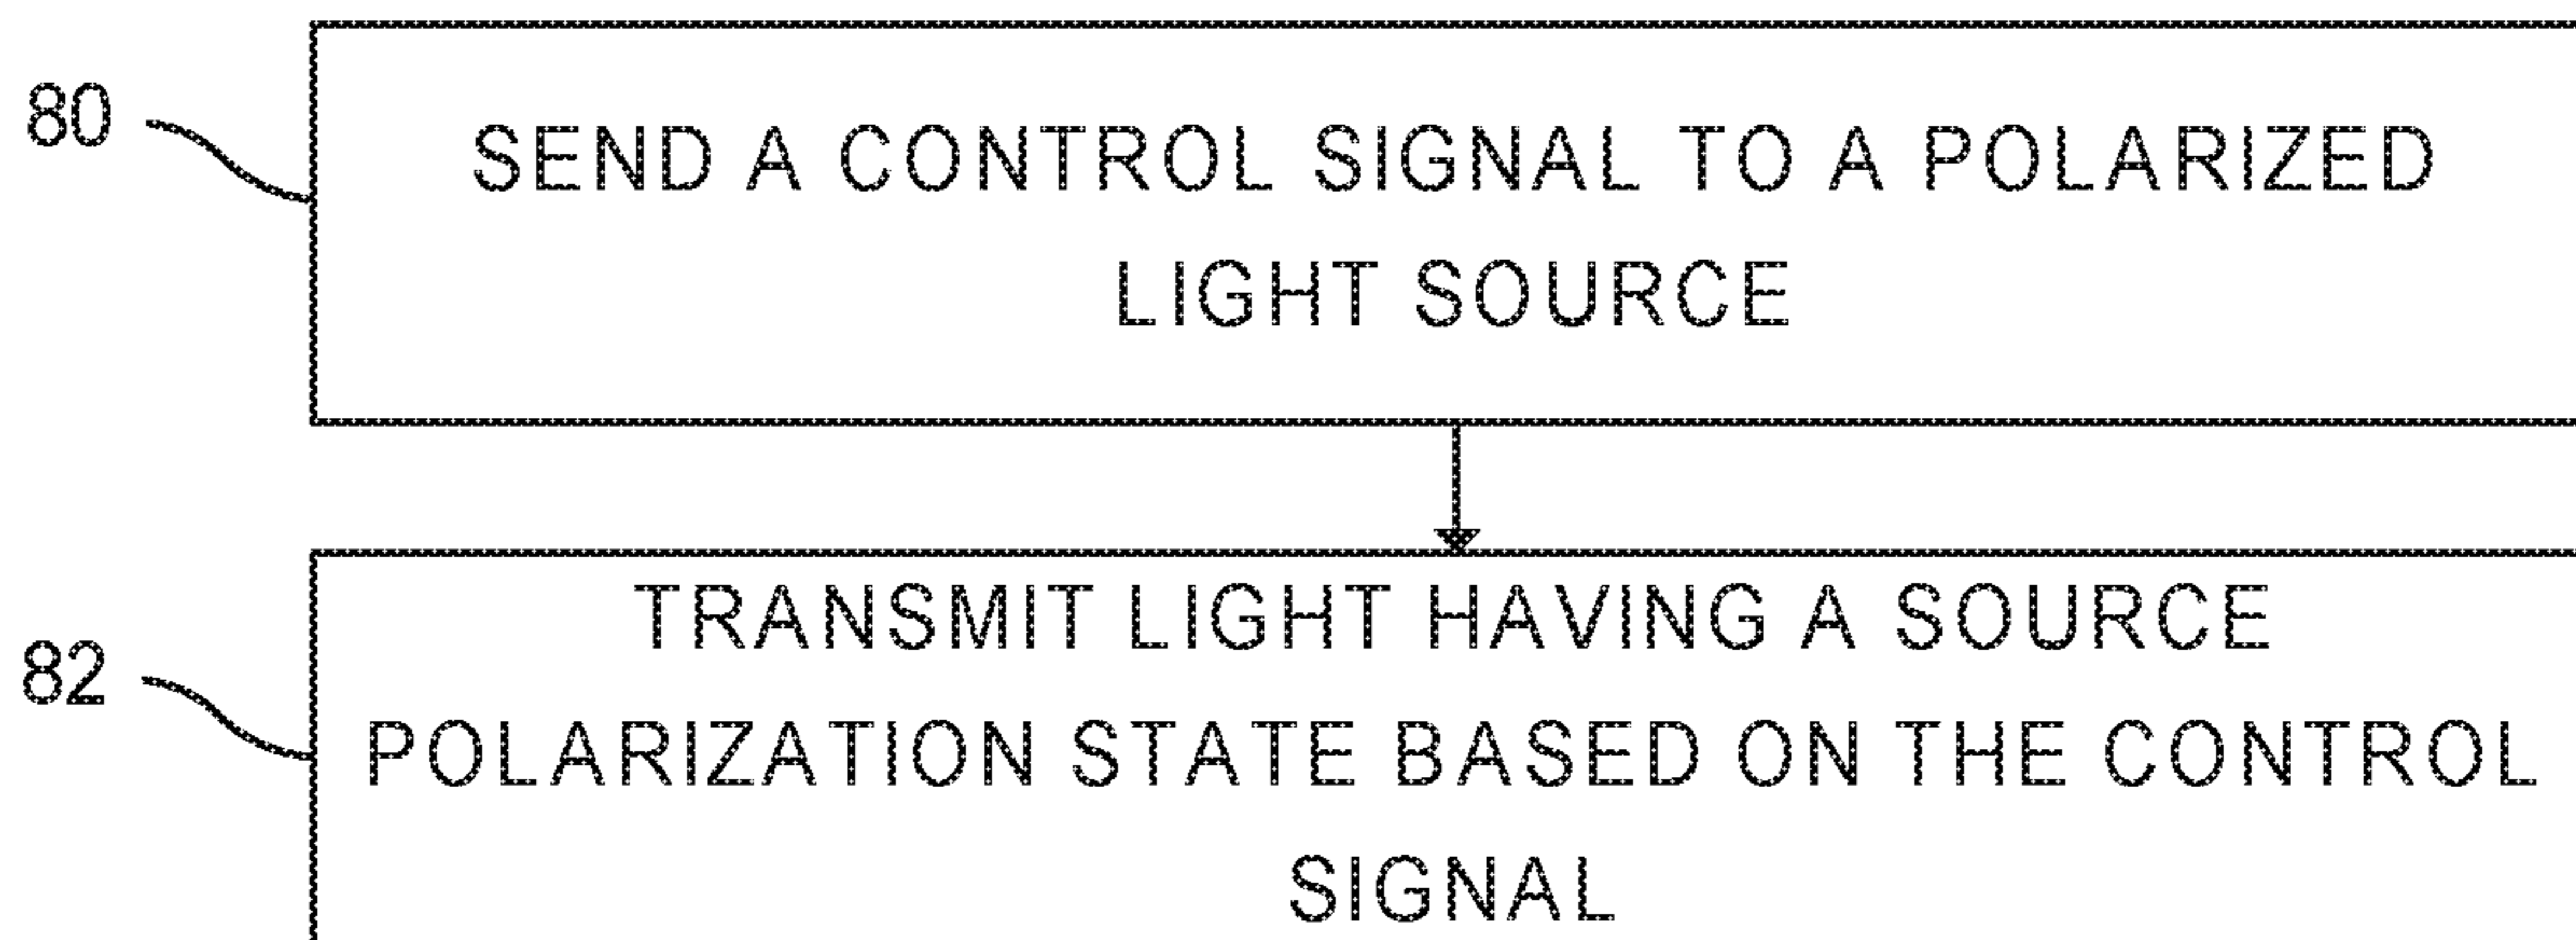 80
SEND A CONTROL SIGNAL TO A POLARIZED
LIGHT SOURCE
82
TRANSMIT LIGHT HAVING A SOURCE
POLARIZATION STATE BASED ON THE CONTROL
SIGNAL